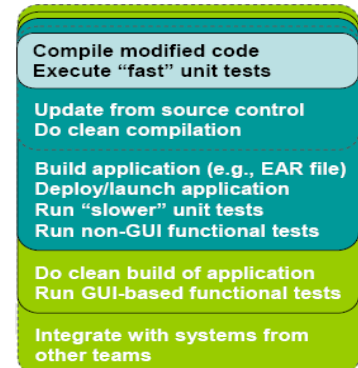 Compile modified code
Execute “fast” unit tests
Update from source control
Do clean compilation
Build application (e.g., EAR file)
Deploy/launch application
Run “slower” unit tests
Run non-GUI functional tests
Do clean build of application
Run GUI-based functional tests
Integrate with systems from
other teams